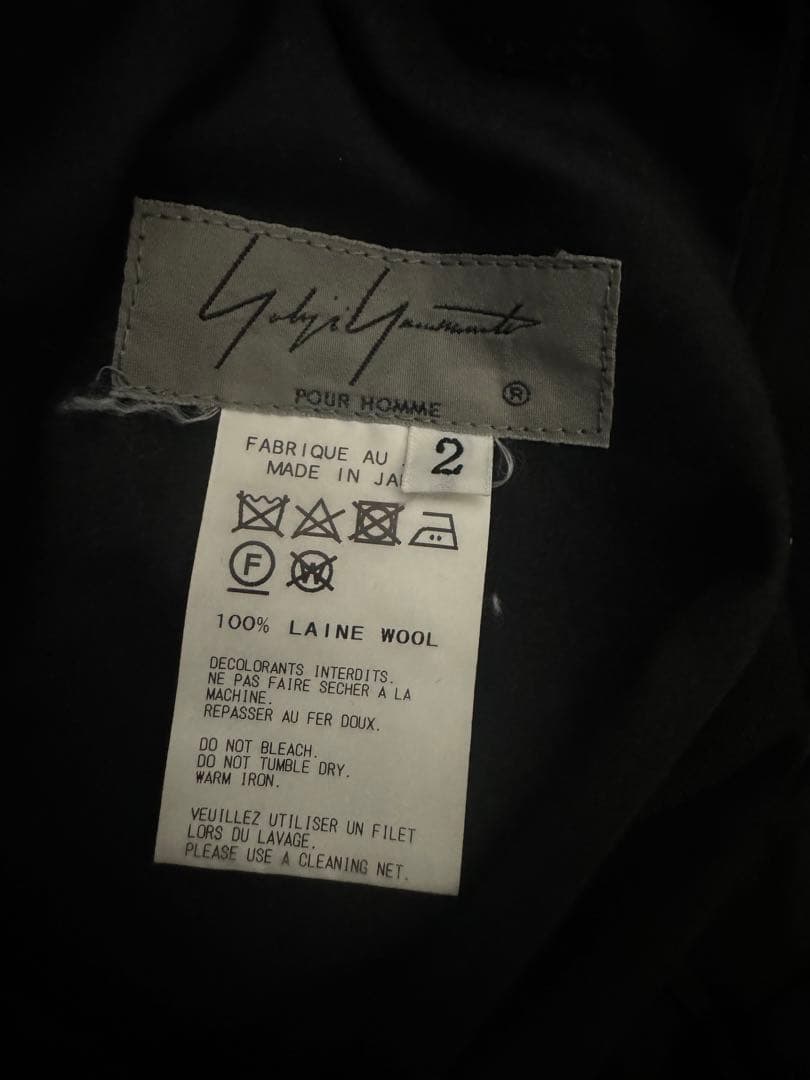 Yohji Yamamoto
POUR HOMME ®
2
FABRIQUE AU
MADE IN JA
F
W
100% LAINE WOOL
DECOLORANTS INTERDITS.
NE PAS FAIRE SECHER A LA
MACHINE.
REPASSER AU FER DOUX.
DO NOT BLEACH.
DO NOT TUMBLE DRY.
WARM IRON.
VEUILLEZ UTILISER UN FILET
LORS DU LAVAGE.
PLEASE USE A CLEANING NET.